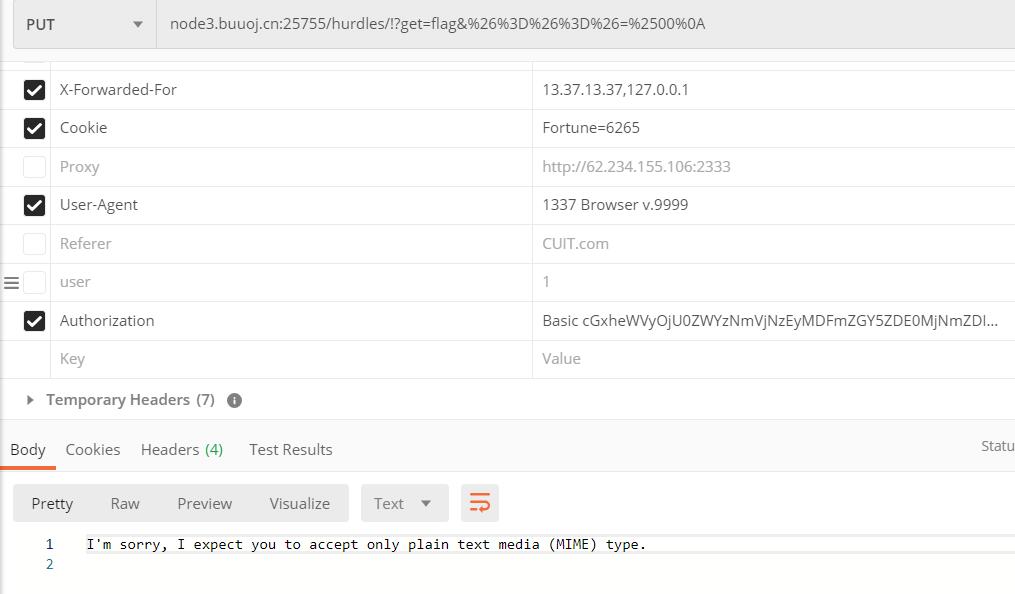 PUT node3.buuoj.cn:25755/hurdles/!?get=flag&%26%3D%26%3D%26=%2500%0A
X-Forwarded-For 13.37.13.37,127.0.0.1
Cookie Fortune=6265
Proxy http://62.234.155.106:2333
User-Agent 1337 Browser v.9999
Referer CUIT.com
user 1
Authorization Basic cGxheWVyOjU0ZWYzNmVjNzEyMDFmZGY5ZDE0MjNmZDI...
Key Value
Temporary Headers (7)
Body Cookies Headers (4) Test Results Statu
Pretty Raw Preview Visualize Text
1 I'm sorry, I expect you to accept only plain text media (MIME) type.
2